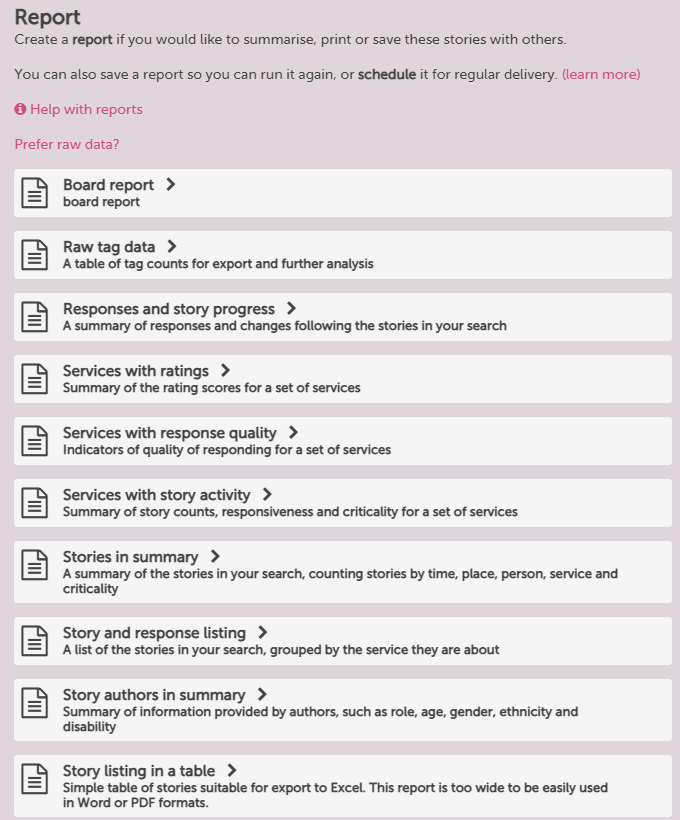 Report
Create a report if you would like to summarise, print or save these stories with others.
You can also save a report so you can run it again, or schedule it for regular delivery. (learn more)
Help with reports
Prefer raw data?
Board report
board report
Raw tag data
A table of tag counts for export and further analysis
Responses and story progress
A summary of responses and changes following the stories in your search
Services with ratings
Summary of the rating scores for a set of services
Services with response quality
Indicators of quality of responding for a set of services
Services with story activity
Summary of story counts, responsiveness and criticality for a set of services
Stories in summary
A summary of the stories in your search, counting stories by time, place, person, service and
criticality
Story and response listing
A list of the stories in your search, grouped by the service they are about
Story authors in summary
Summary of information provided by authors, such as role, age, gender, ethnicity and
disability
Story listing in a table
Simple table of stories suitable for export to Excel. This report is too wide to be easily used
in Word or PDF formats.